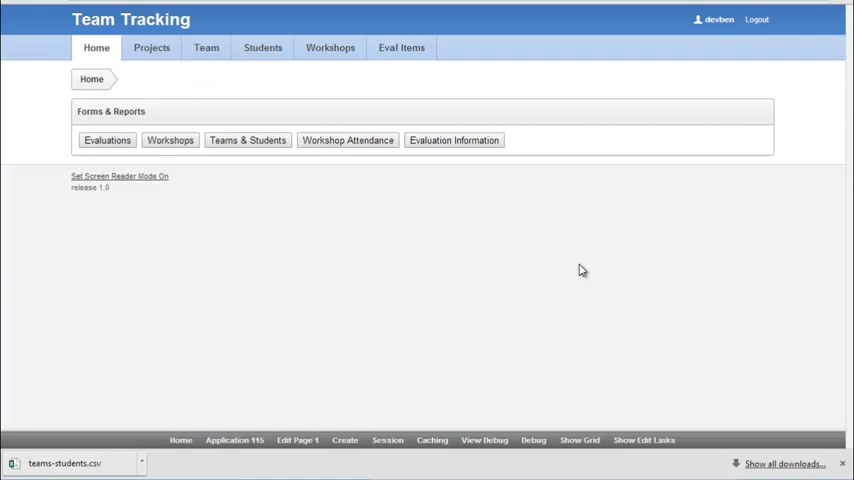 Team Tracking
devben Logout
Home Projects Team Students Workshops Eval Items
Home
Forms & Reports
Evaluations Workshops Teams & Students Workshop Attendance Evaluation Information
Set Screen Reader Mode On
release 1.0
Home Application 115 Edit Page 1 Create Session Caching View Debug Debug Show Grid Show Edit Links
teams-students.csv Show all downloads...